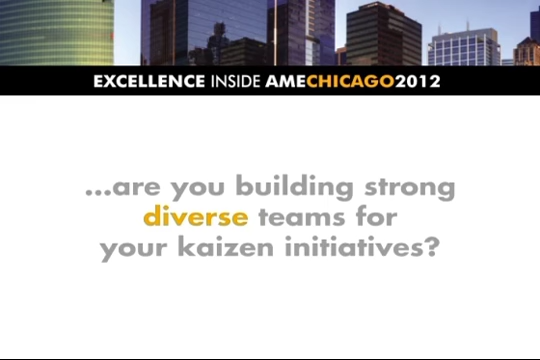 EXCELLENCE INSIDE AMECHICAGO2012
...are you building strong
diverse teams for
your kaizen initiatives?